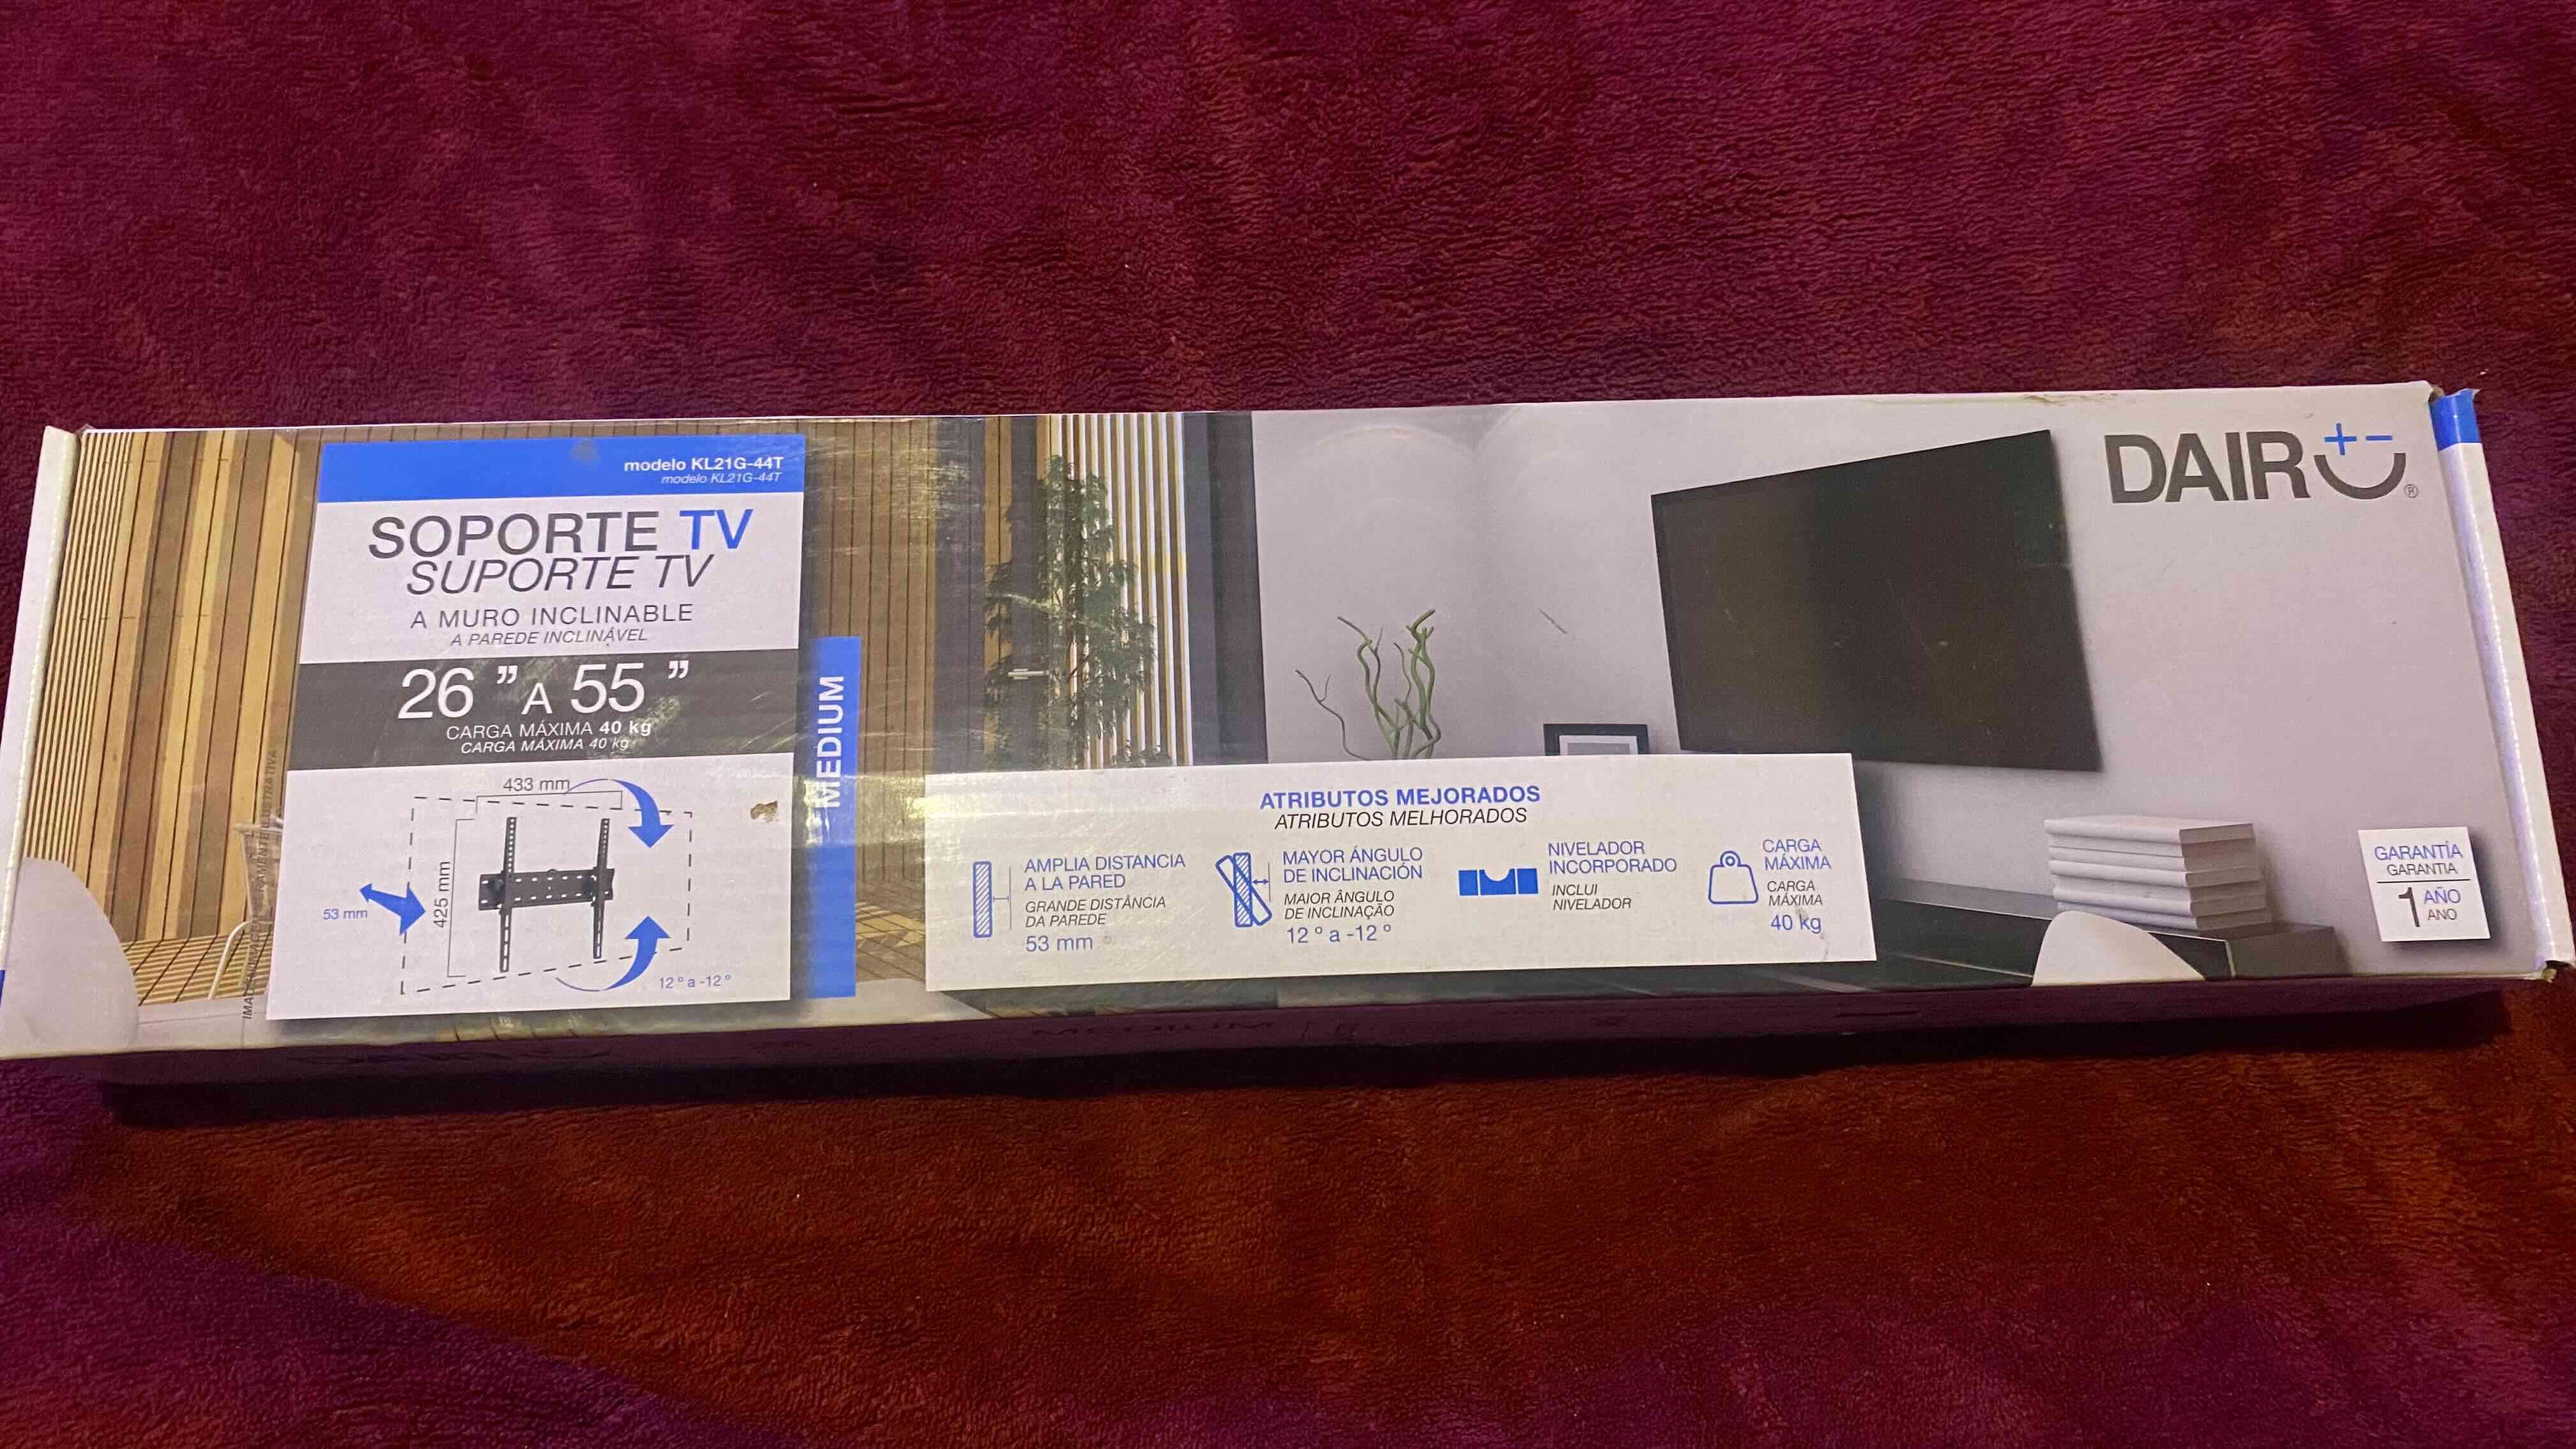 modelo KL21G-44T
modelo KL21G-44T
SOPORTE TV
SUPORTE TV
A MURO INCLINABLE
A PAREDE INCLINÁVEL
26 " A 55 "
CARGA MÁXIMA 40 kg
CARGA MÁXIMA 40 kg
433 mm
425 mm
53 mm
12 º a -12 º
MEDIUM
ATRIBUTOS MEJORADOS
ATRIBUTOS MELHORADOS
AMPLIA DISTANCIA
A LA PARED
GRANDE DISTÂNCIA
DA PAREDE
53 mm
MAYOR ÁNGULO
DE INCLINACIÓN
MAIOR ÂNGULO
DE INCLINAÇÃO
12 º a -12 º
NIVELADOR
INCORPORADO
INCLUI
NIVELADOR
CARGA
MÁXIMA
CARGA
MÁXIMA
40 kg
DAIRU®
GARANTÍA
GARANTIA
1 AÑO
ANO
MEDIUM